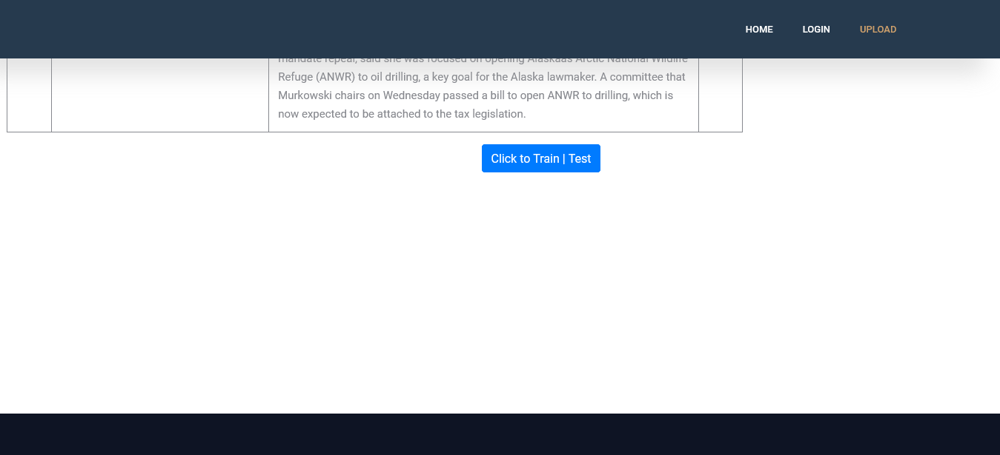 HOME LOGIN UPLOAD
mandate repeal, said she was focused on opening Alaskaas Arctic National Wildlife
Refuge (ANWR) to oil drilling, a key goal for the Alaska lawmaker. A committee that
Murkowski chairs on Wednesday passed a bill to open ANWR to drilling, which is
now expected to be attached to the tax legislation.
Click to Train | Test